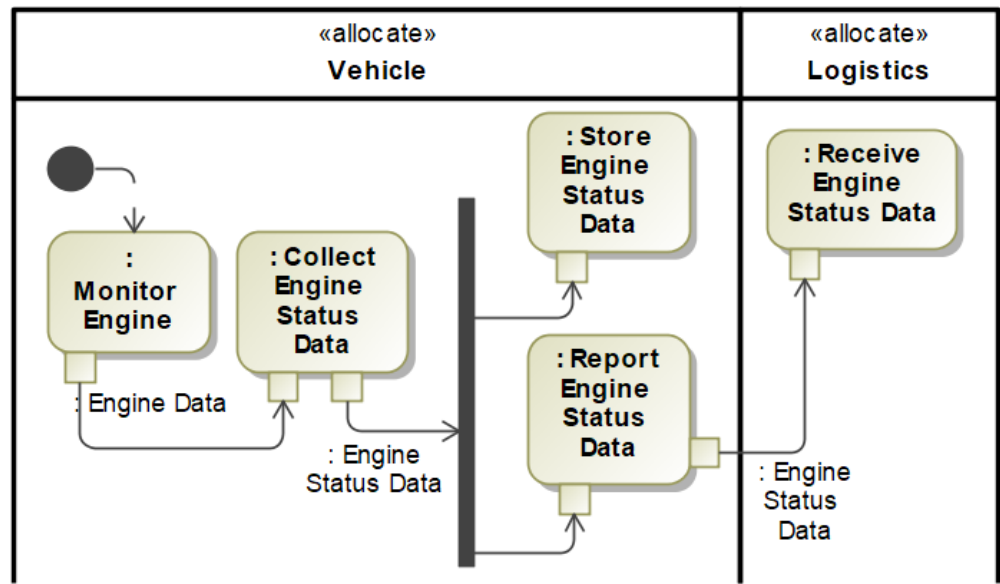 «allocate»
Vehicle
«allocate»
Logistics
: Store
Engine
Status
Data
: Receive
Engine
Status Data
:
Monitor
Engine
: Collect
Engine
Status
Data
: Engine Data
: Engine
Status Data
: Report
Engine
Status
Data
: Engine
Status
Data